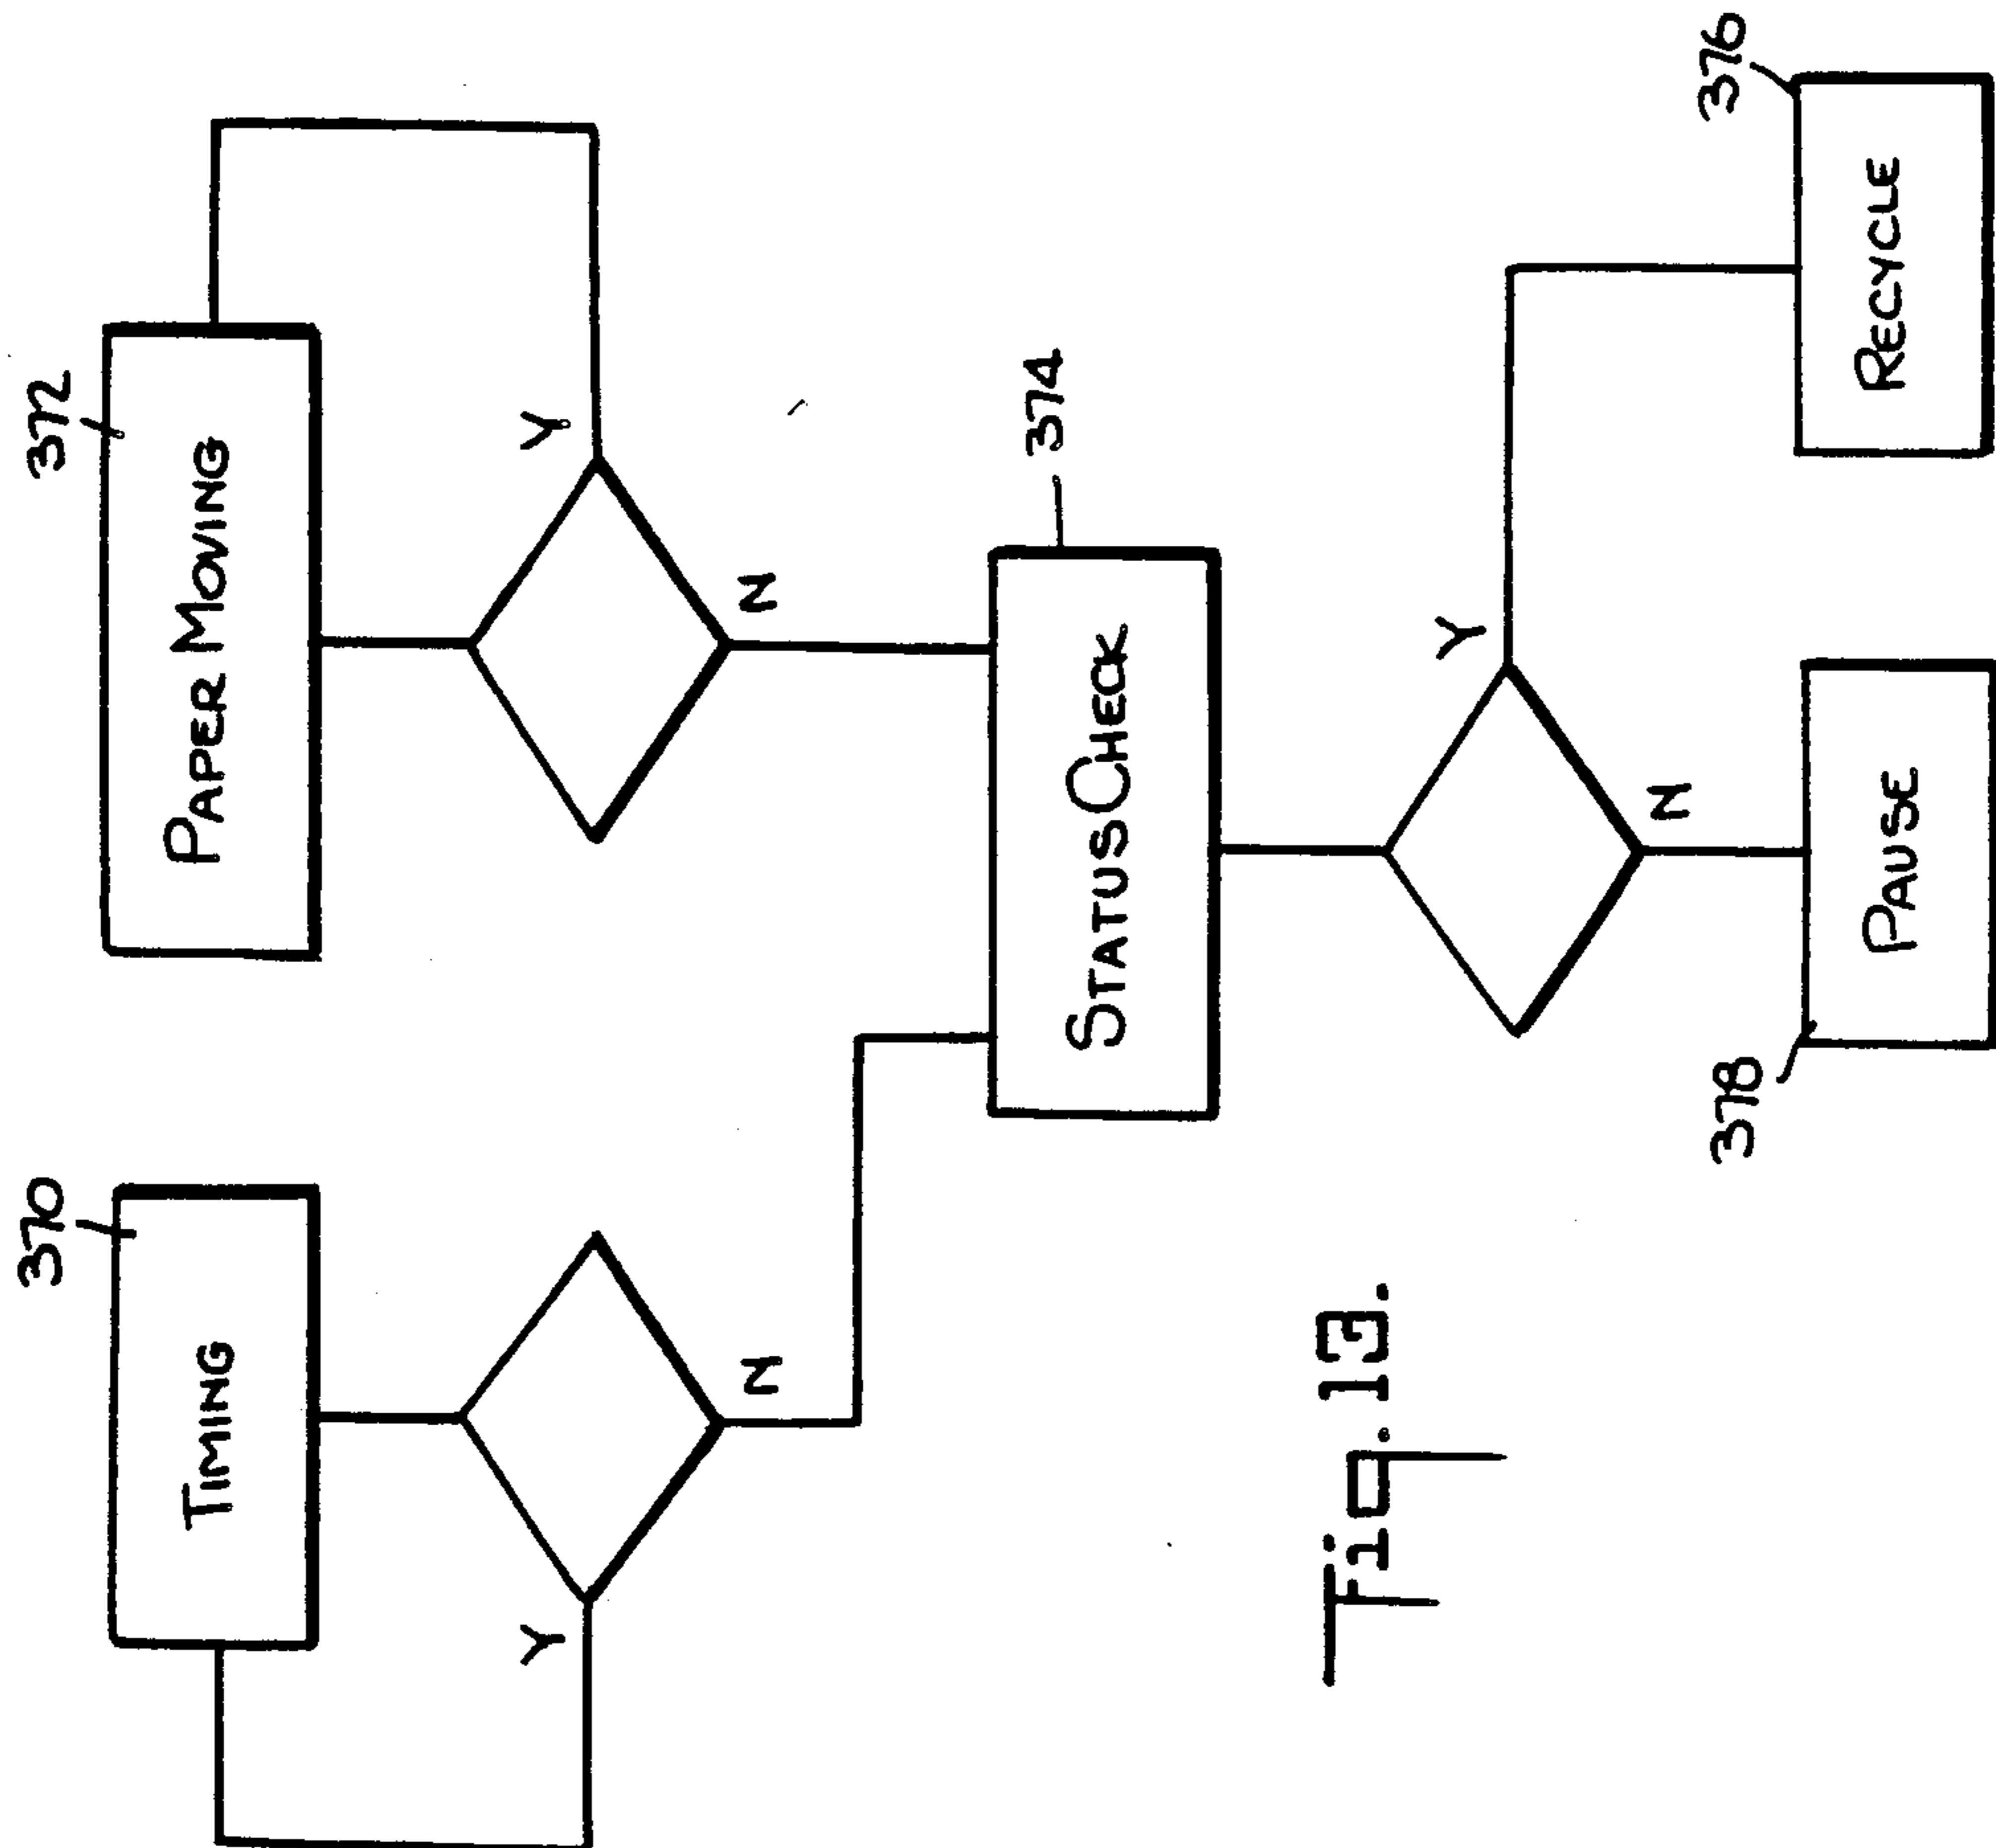 370
TIMING
Y
N
372
PAPER MOVING
Y
N
374
STATUS CHECK
Y
N
378
PAUSE
376
RECYCLE
Fig. 13.